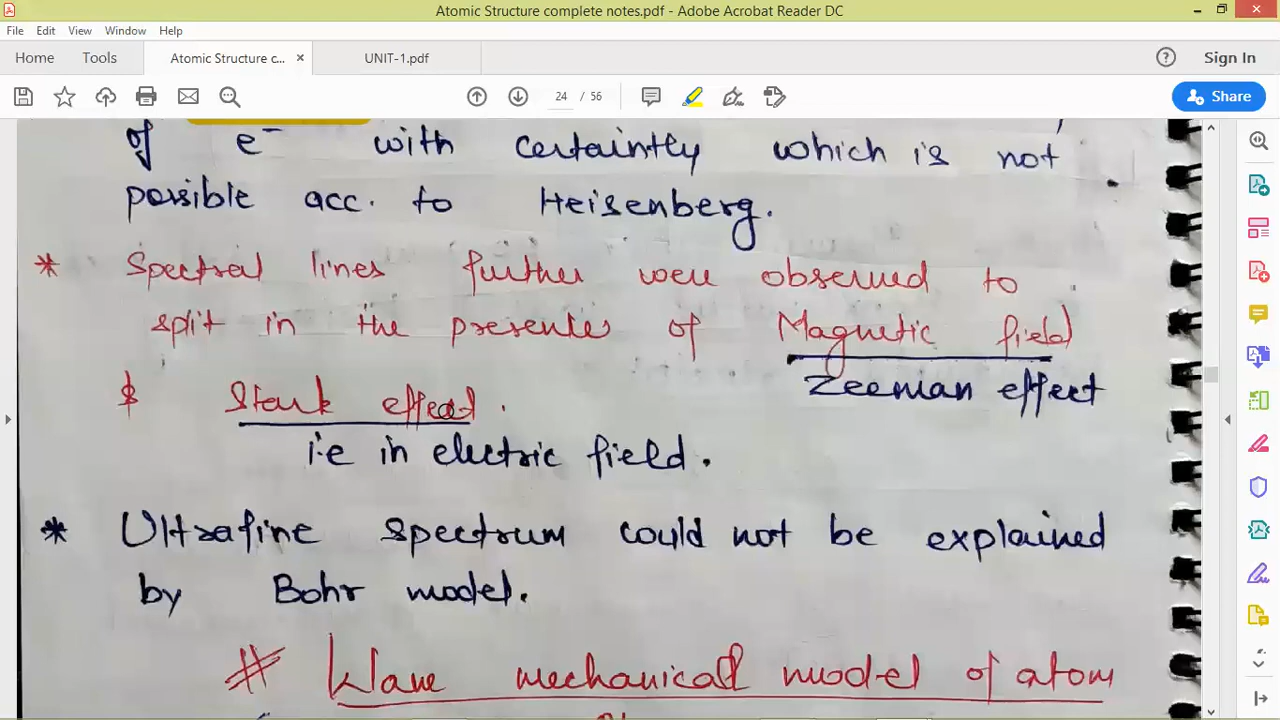 Atomic Structure complete notes.pdf - Adobe Acrobat Reader DC
File Edit View Window Help
Home Tools Atomic Structure c... × UNIT-1.pdf Sign In
24 / 56 Share
of e⁻ with certaintly which is not
possible acc. to Heisenberg.
* Spectral lines further were observed to
split in the presente of Magnetic field
Zeeman effect
& Stark effect.
i.e in electric field.
* Ultrafine spectrum could not be explained
by Bohr model.
# Wave mechanical model of atom